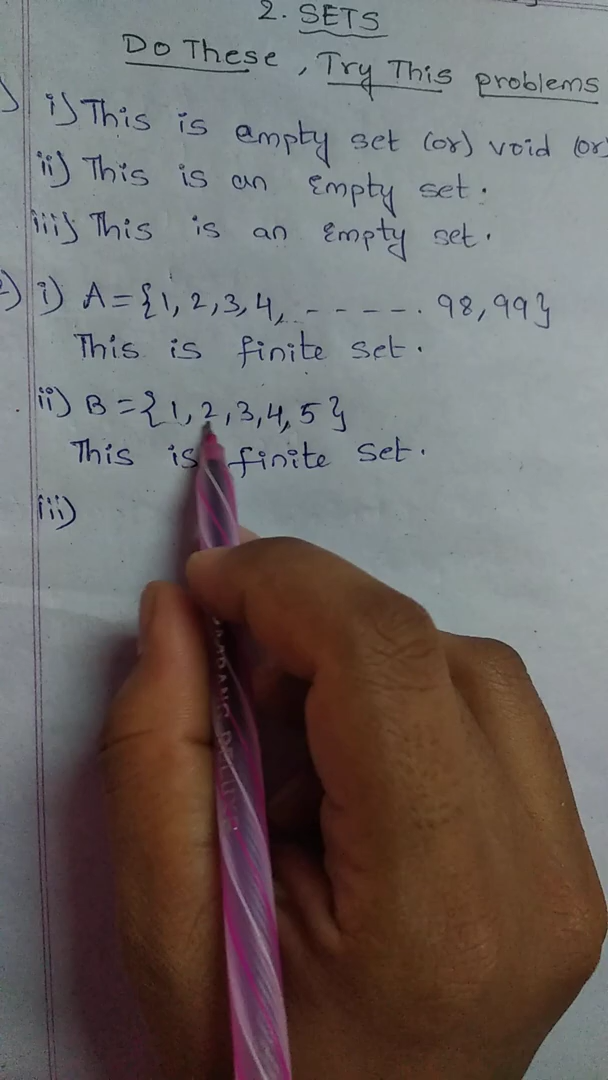 2. SETS
Do These, Try This problems
i) This is empty set (or) void (or
ii) This is an Empty set.
iii) This is an Empty set.
2) i) A={1,2,3,4, - - - - - . 98,99}
This is finite set.
ii) B={1,2,3,4,5}
This is finite set.
iii)